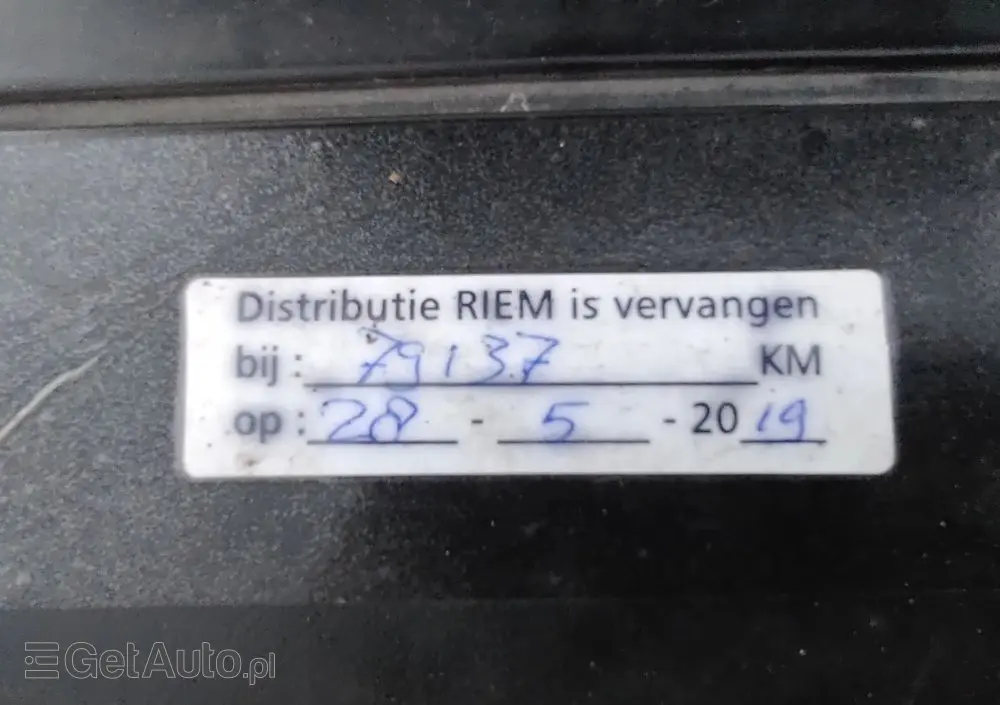 Distributie RIEM is vervangen
bij : 79137 KM
op : 28 - 5 - 2019
GetAuto.pl